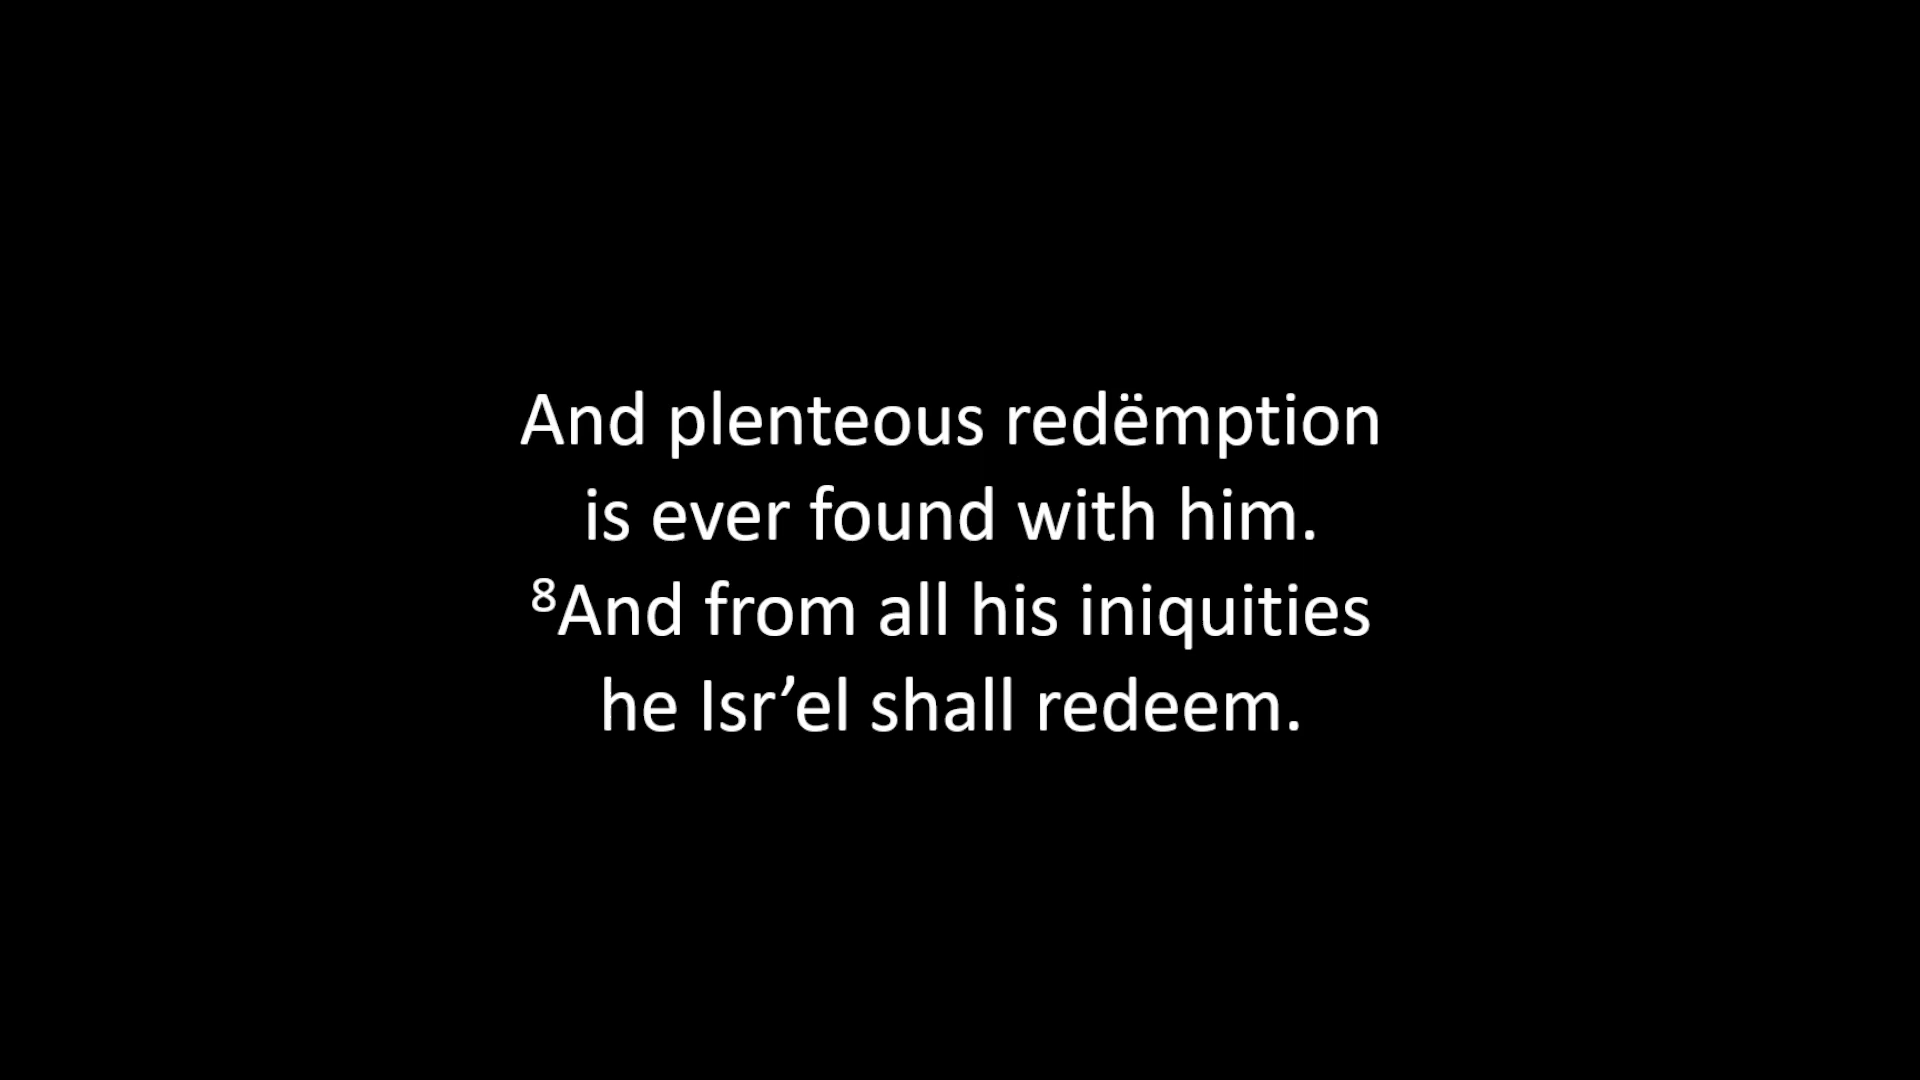 And plenteous redëmption
is ever found with him.
⁸And from all his iniquities
he Isr’el shall redeem.